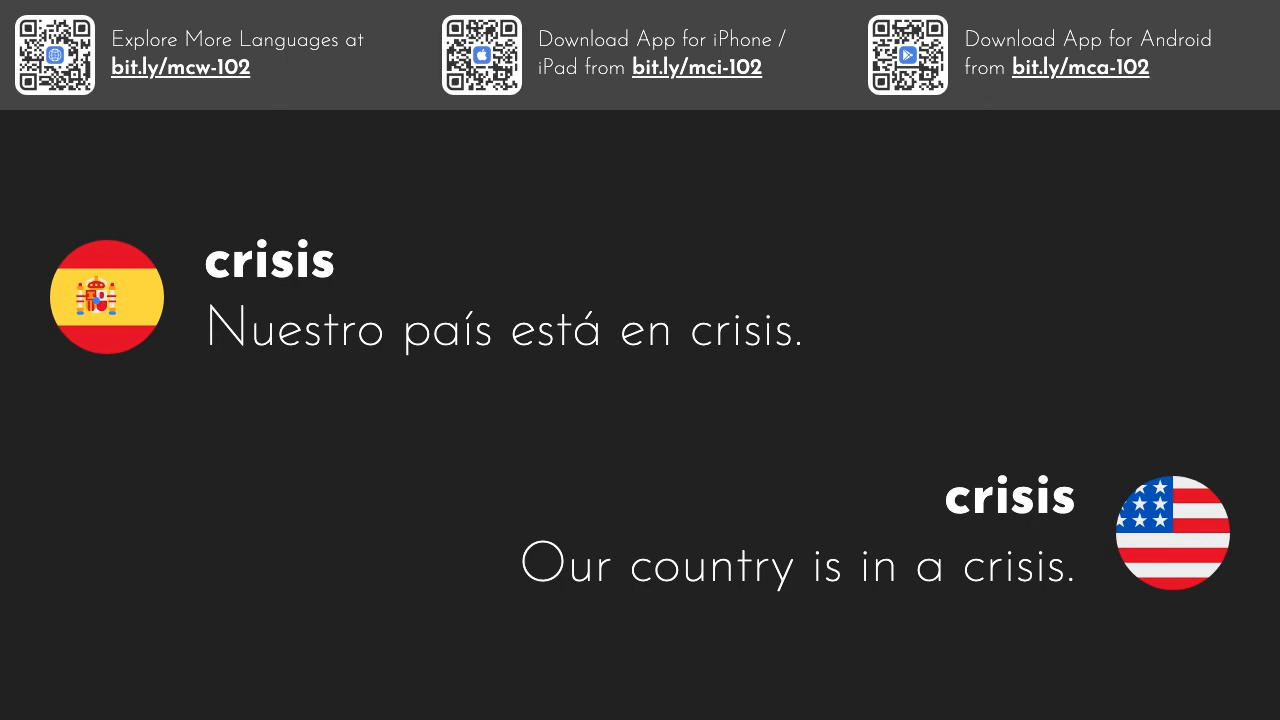 Explore More Languages at
bit.ly/mcw-102
Download App for iPhone /
iPad from bit.ly/mci-102
Download App for Android
from bit.ly/mca-102
crisis
Nuestro país está en crisis.
crisis
Our country is in a crisis.